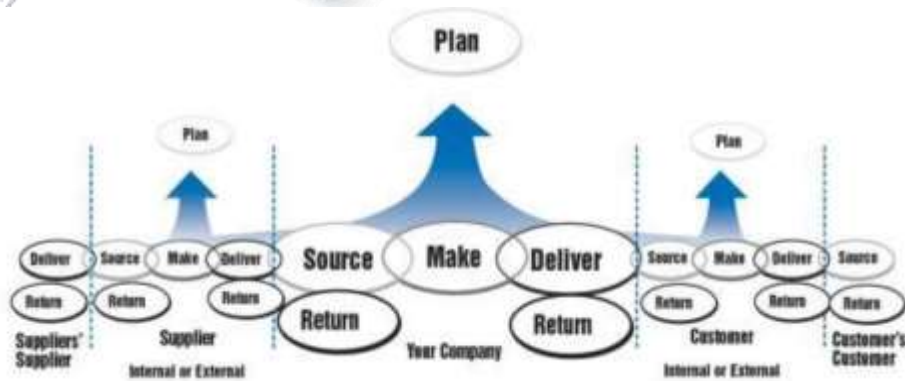 Plan
Plan
Plan
Deliver
Source
Make
Deliver
Source
Make
Deliver
Source
Make
Deliver
Source
Return
Return
Return
Return
Return
Return
Return
Return
Suppliers'
Supplier
Supplier
Internal or External
Your Company
Customer
Internal or External
Customer's
Customer